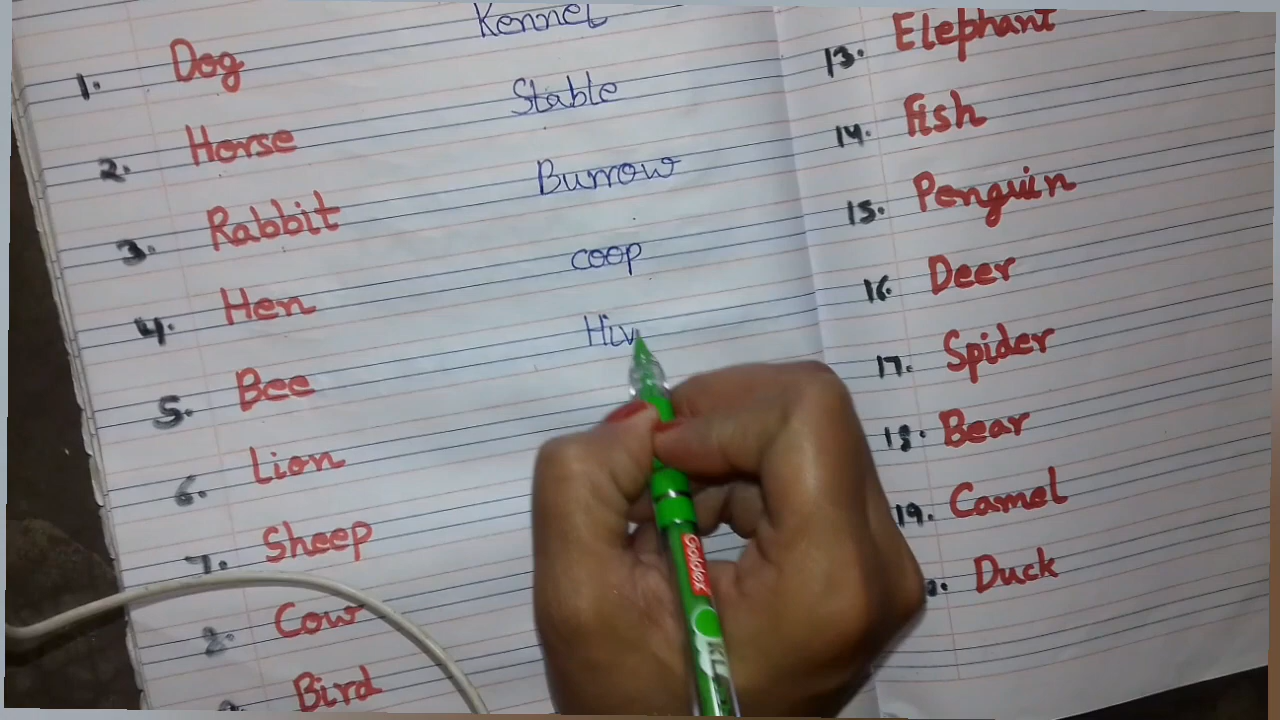 1. Dog Kennel
2. Horse Stable
3. Rabbit Burrow
4. Hen coop
5. Bee Hiv
6. Lion
7. Sheep
Cow
Bird
13. Elephant
14. Fish
15. Penguin
16. Deer
17. Spider
18. Bear
19. Camel
Duck
Soldex